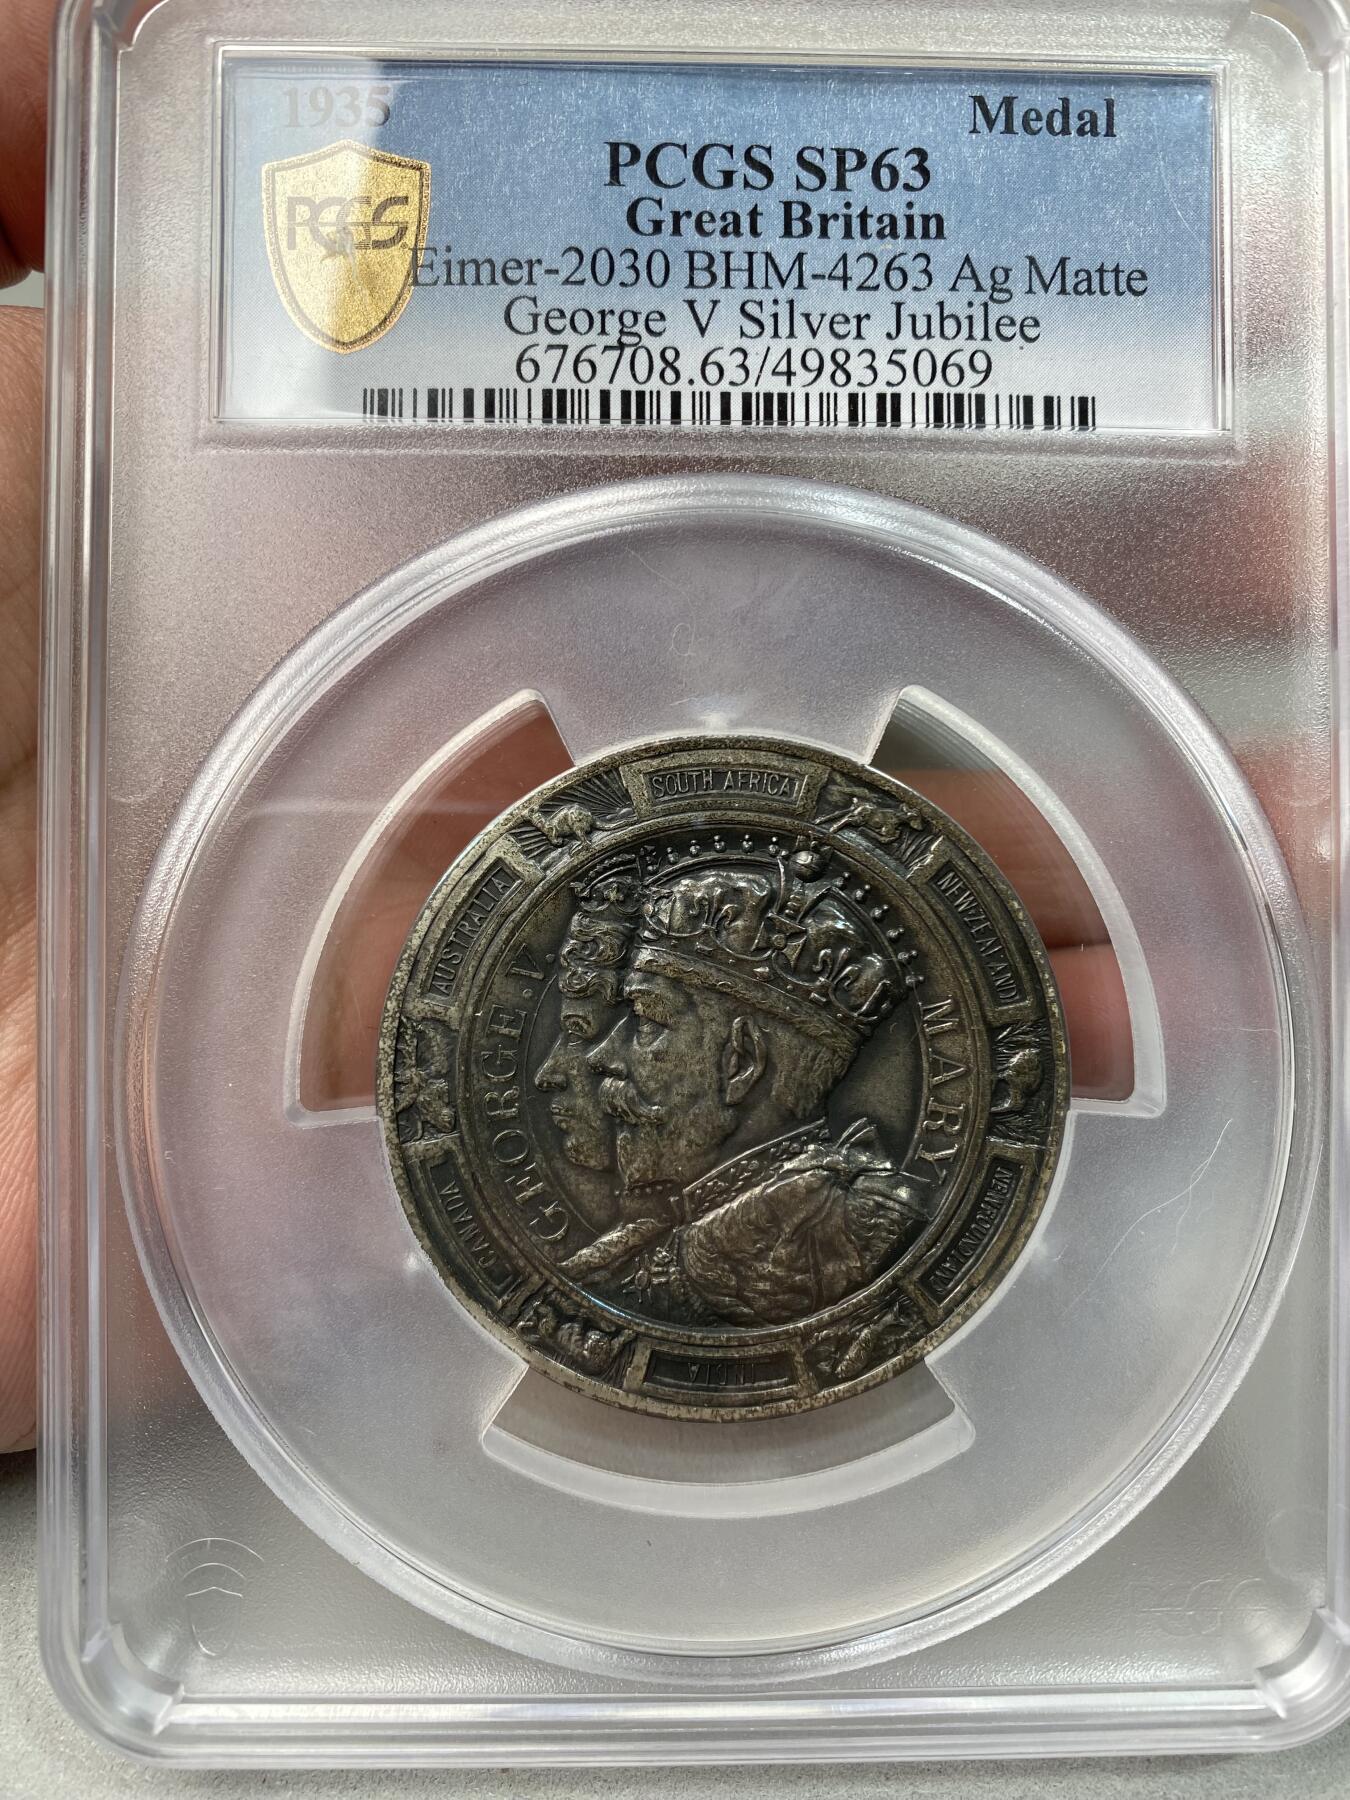 1935 Medal
PCGS SP63
PCGS Great Britain
Eimer-2030 BHM-4263 Ag Matte
George V Silver Jubilee
676708.63/49835069
SOUTH AFRICA
AUSTRALIA
NEW·ZEALAND
GEORGE.V.
MARY
CANADA
NEWFOUNDLAND
INDIA